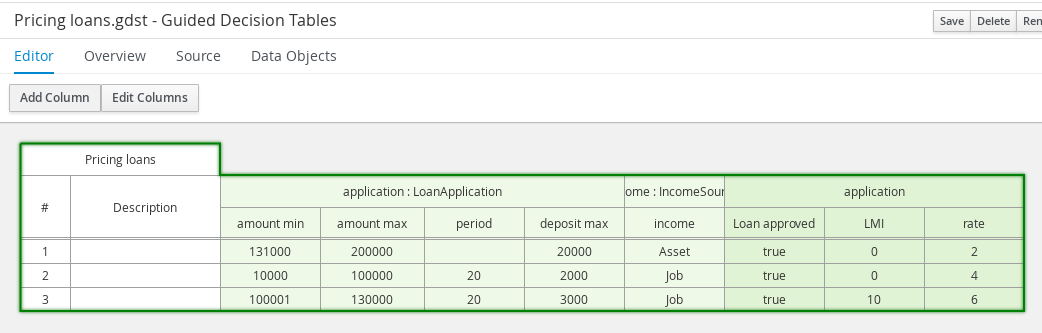 Pricing loans.gdst - Guided Decision Tables
Save Delete Ren
Editor Overview Source Data Objects
Add Column Edit Columns
Pricing loans
# Description application : LoanApplication ome : IncomeSour application
amount min amount max period deposit max income Loan approved LMI rate
1 131000 200000 20000 Asset true 0 2
2 10000 100000 20 2000 Job true 0 4
3 100001 130000 20 3000 Job true 10 6